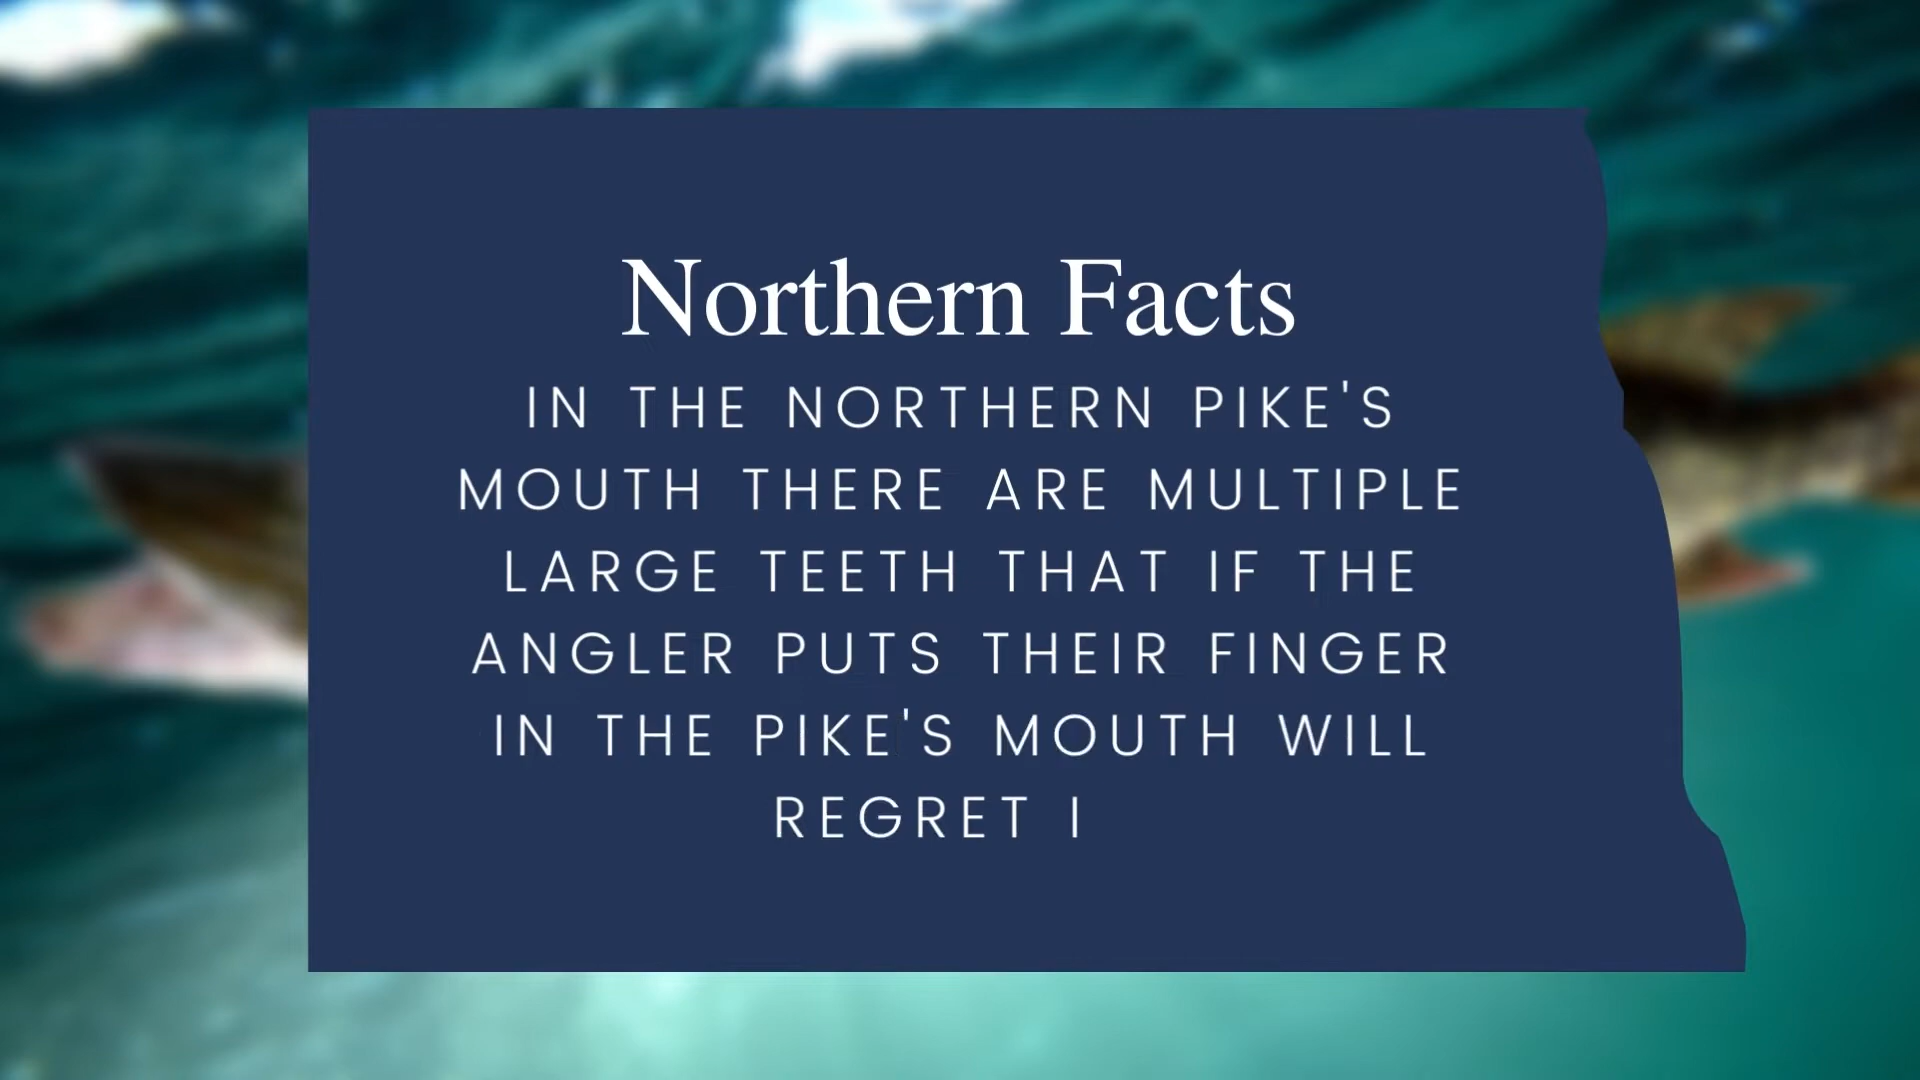 Northern Facts
IN THE NORTHERN PIKE'S
MOUTH THERE ARE MULTIPLE
LARGE TEETH THAT IF THE
ANGLER PUTS THEIR FINGER
IN THE PIKE'S MOUTH WILL
REGRET I